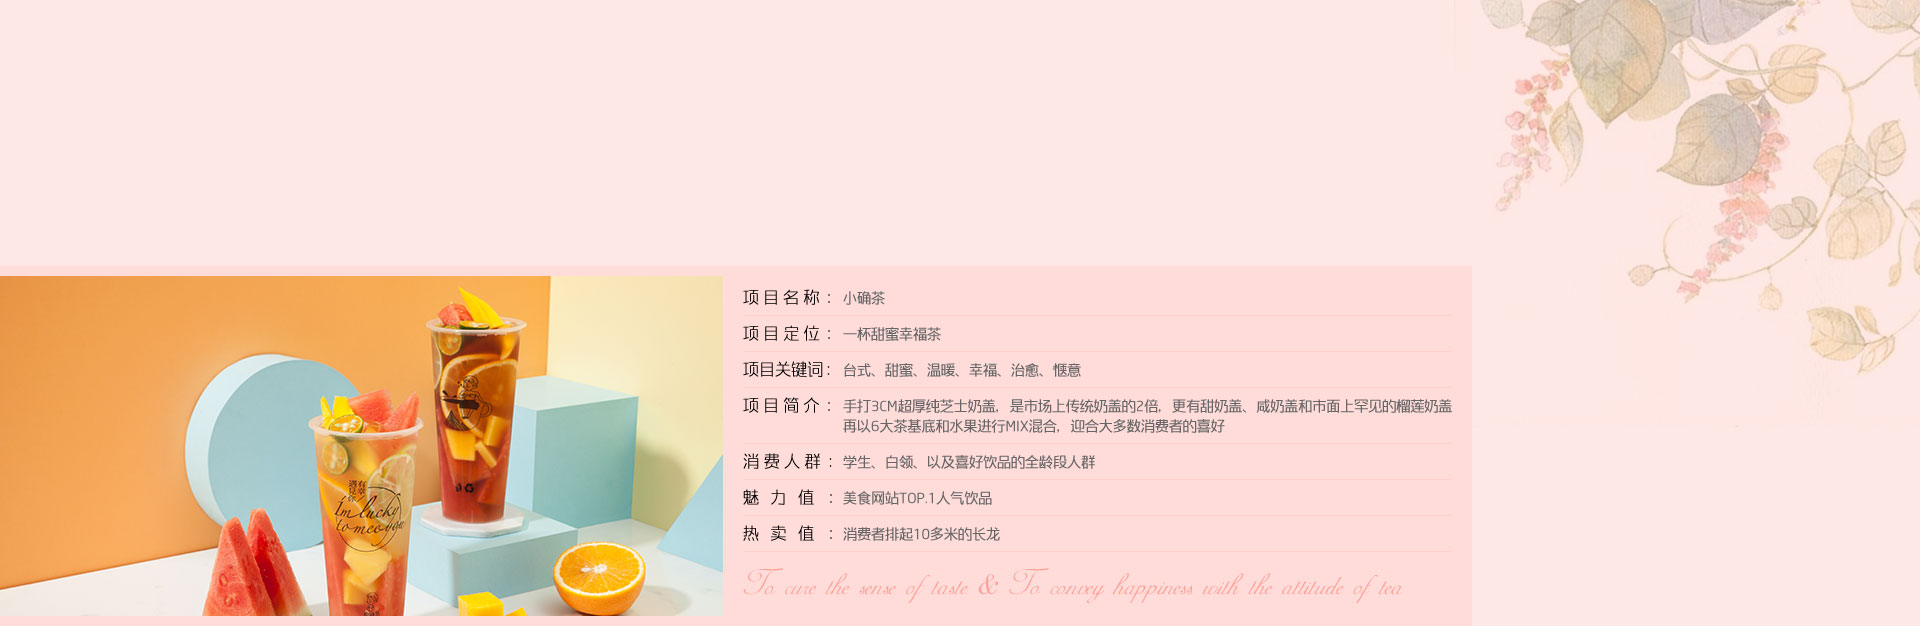 项目名称：小确茶
项目定位：一杯甜蜜幸福茶
项目关键词：台式、甜蜜、温暖、幸福、治愈、惬意
项目简介：手打3CM超厚纯芝士奶盖，是市场上传统奶盖的2倍，更有甜奶盖、咸奶盖和市面上罕见的榴莲奶盖
再以6大茶基底和水果进行MIX混合，迎合大多数消费者的喜好
消费人群：学生、白领、以及喜好饮品的全龄段人群
魅力值：美食网站TOP.1人气饮品
热卖值：消费者排起10多米的长龙
To cure the sense of taste & To convey happiness with the attitude of tea
有幸
遇见你
I'm lucky
to meet you